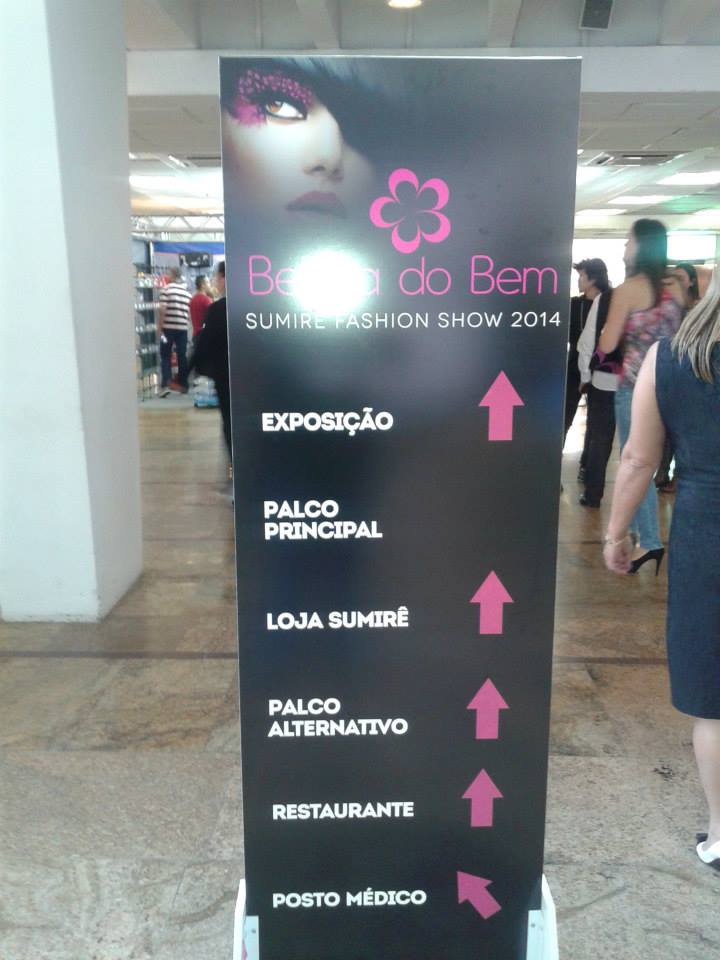 do Bem
SUMIRÊ FASHION SHOW 2014
EXPOSIÇÃO
PALCO
PRINCIPAL
LOJA SUMIRÊ
PALCO
ALTERNATIVO
RESTAURANTE
POSTO MÉDICO